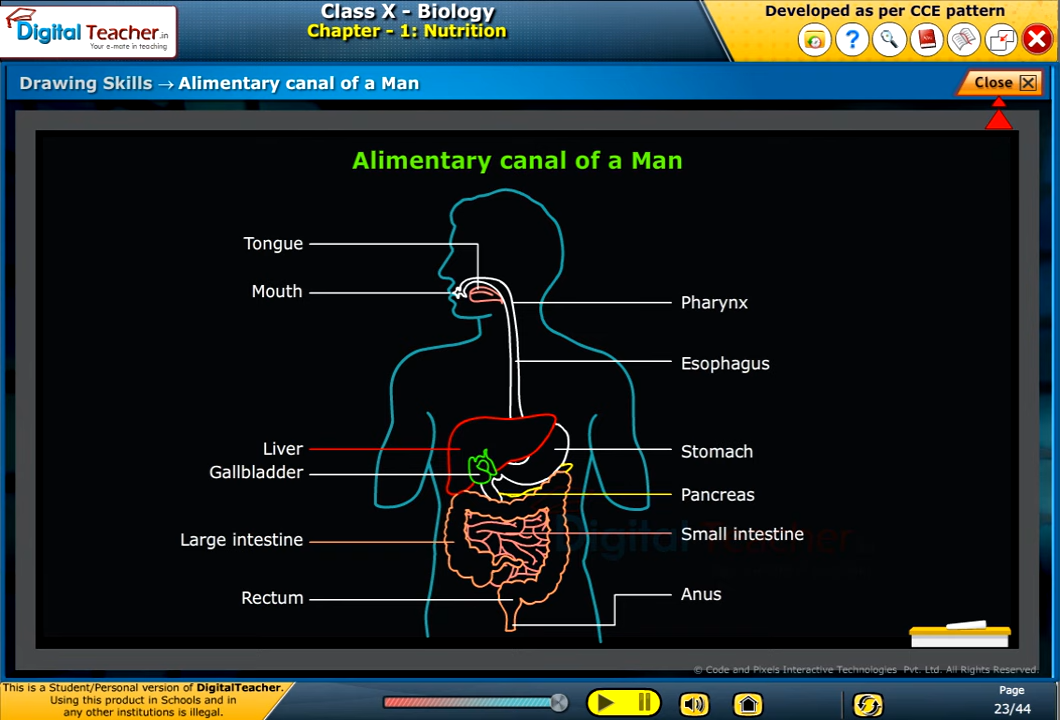 Digital Teacher.in
Your e-mate in teaching
Class X - Biology
Chapter - 1: Nutrition
Developed as per CCE pattern
?
Drawing Skills → Alimentary canal of a Man
Close
Alimentary canal of a Man
Tongue
Mouth
Pharynx
Esophagus
Liver
Gallbladder
Stomach
Pancreas
Digital Teacher
Small intestine
Large intestine
Rectum
Anus
© Code and Pixels Interactive Technologies Pvt. Ltd. All Rights Reserved.
This is a Student/Personal version of DigitalTeacher.
Using this product in Schools and in
any other institutions is illegal.
Page
23/44